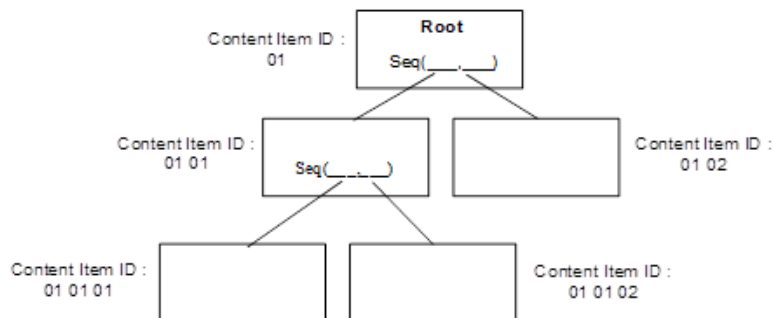 Root
Content Item ID :
01
Seq(___,___)
Content Item ID :
01 01
Seq(___,___)
Content Item ID :
01 02
Content Item ID :
01 01 01
Content Item ID :
01 01 02